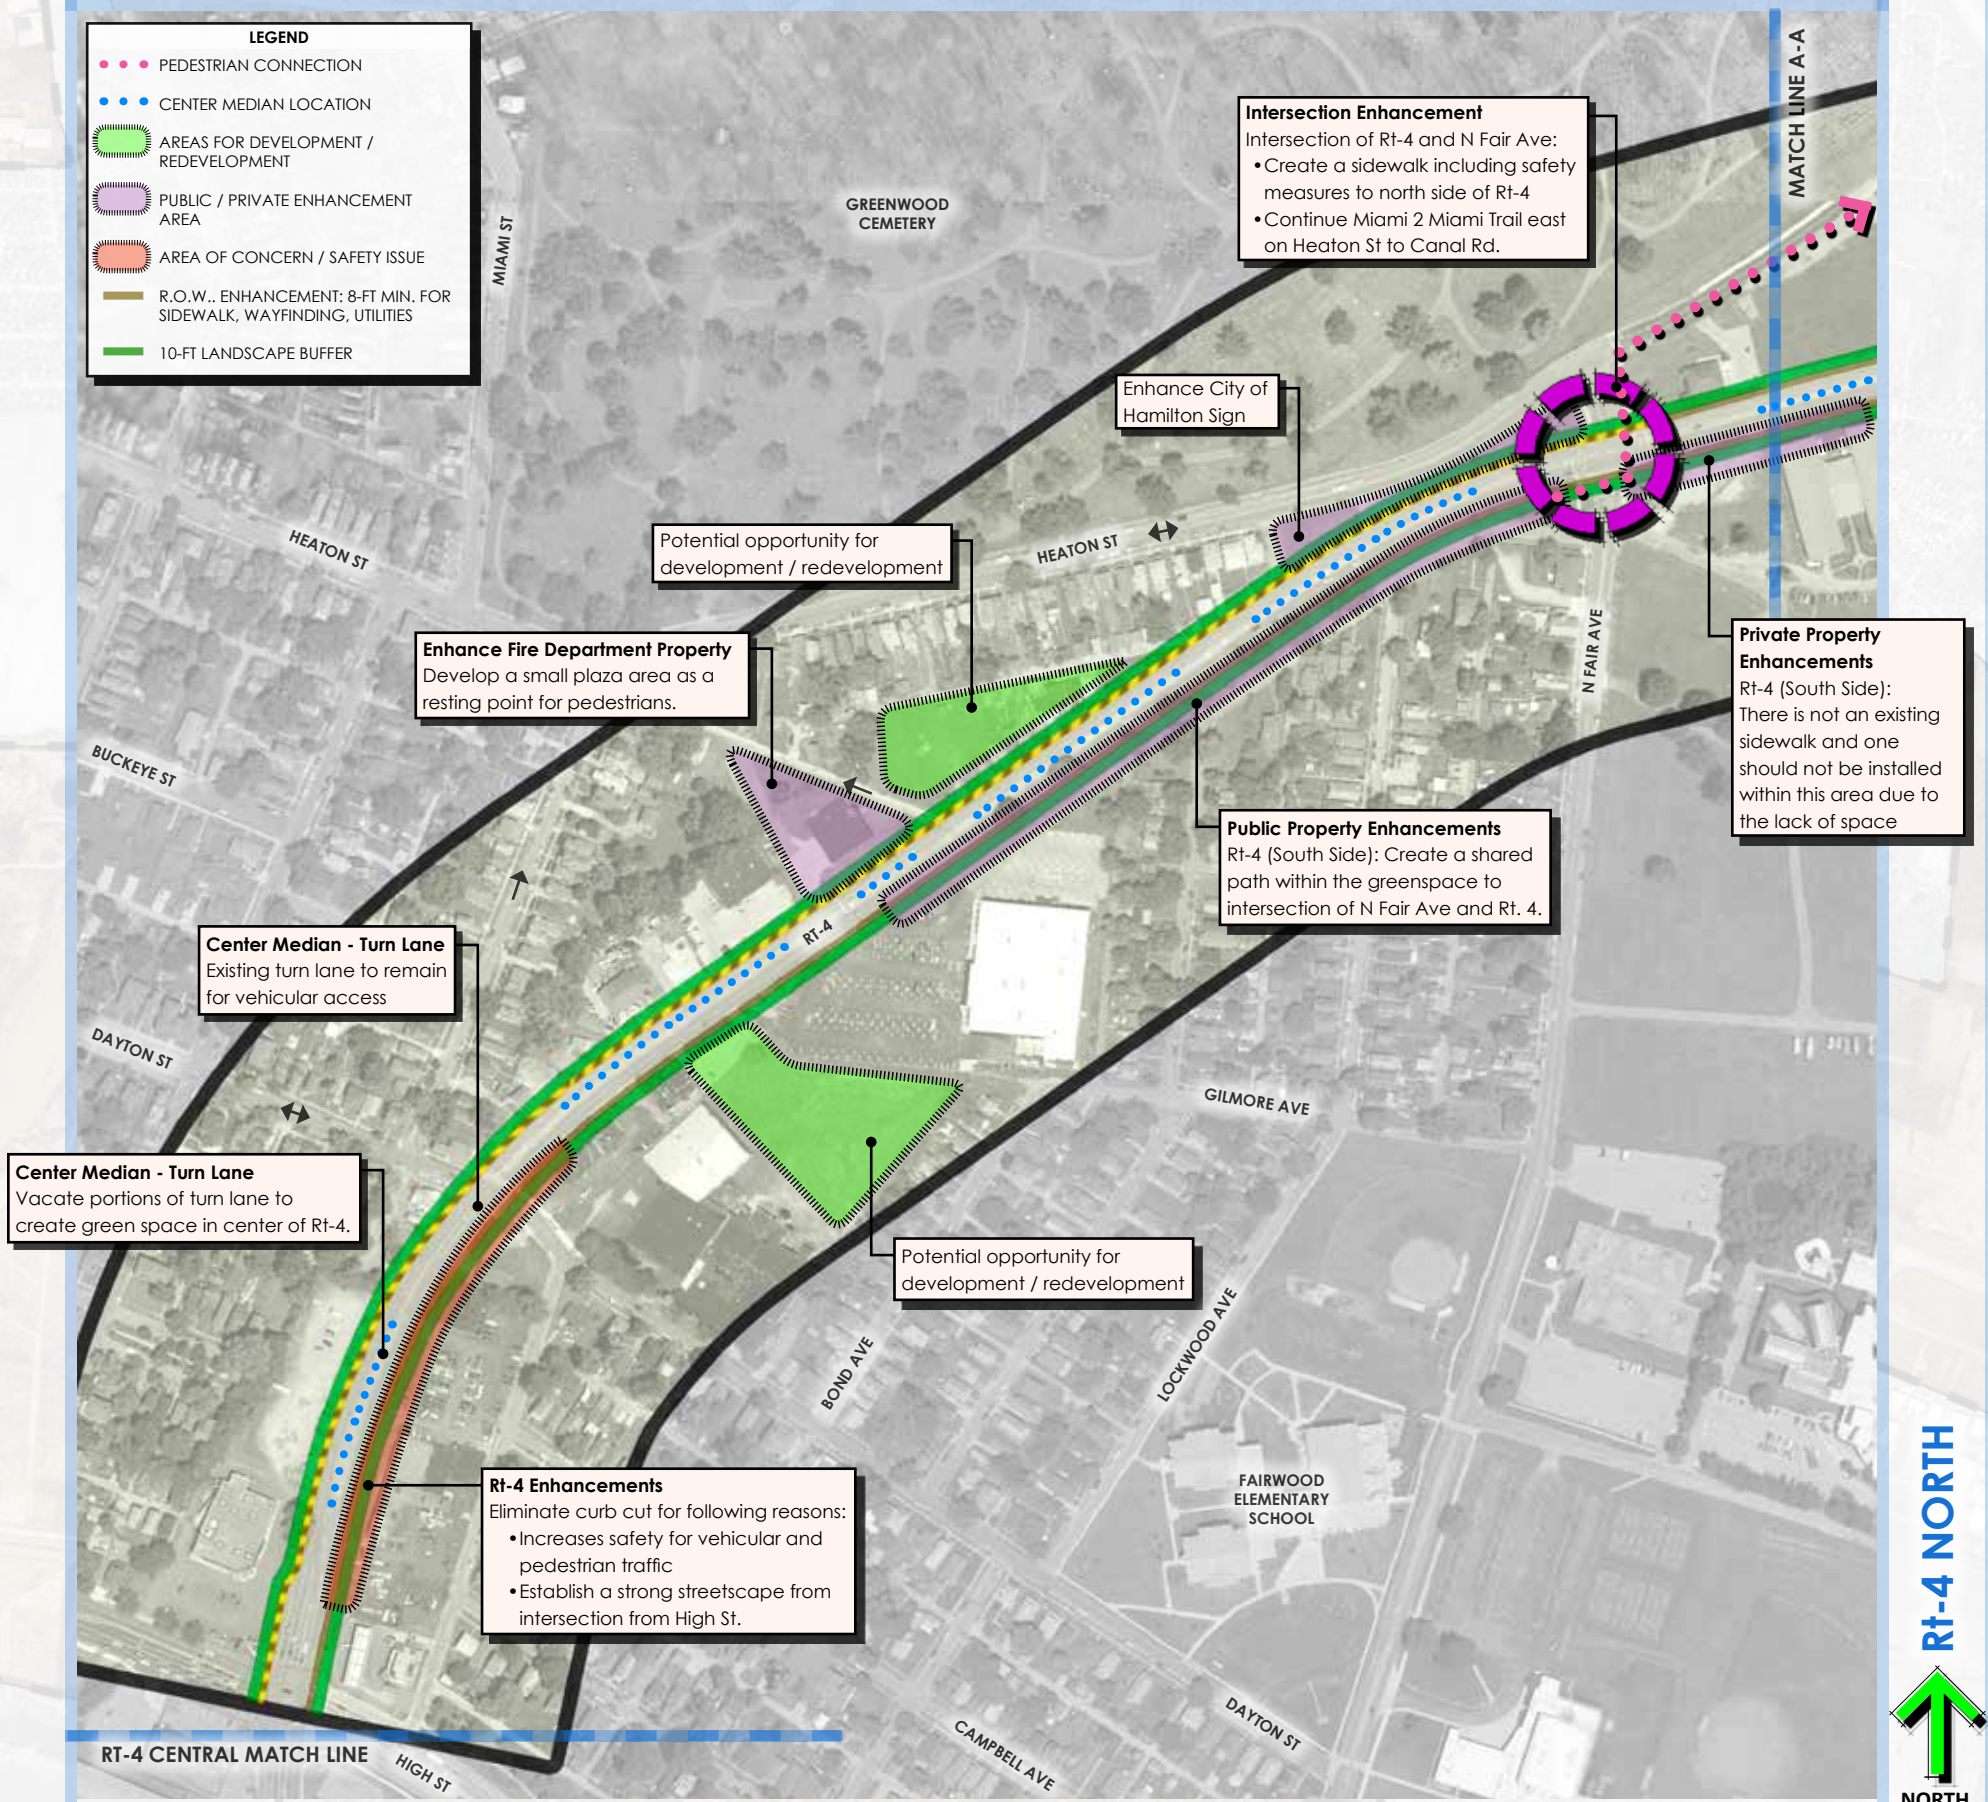 LEGEND
PEDESTRIAN CONNECTION
CENTER MEDIAN LOCATION
AREAS FOR DEVELOPMENT /
REDEVELOPMENT
PUBLIC / PRIVATE ENHANCEMENT
AREA
AREA OF CONCERN / SAFETY ISSUE
R.O.W.. ENHANCEMENT: 8-FT MIN. FOR
SIDEWALK, WAYFINDING, UTILITIES
10-FT LANDSCAPE BUFFER
MIAMI ST
GREENWOOD
CEMETERY
Intersection Enhancement
Intersection of Rt-4 and N Fair Ave:
•Create a sidewalk including safety
measures to north side of Rt-4
•Continue Miami 2 Miami Trail east
on Heaton St to Canal Rd.
MATCH LINE A-A
Enhance City of
Hamilton Sign
HEATON ST
Potential opportunity for
development / redevelopment
HEATON ST
Enhance Fire Department Property
Develop a small plaza area as a
resting point for pedestrians.
N FAIR AVE
Private Property
Enhancements
Rt-4 (South Side):
There is not an existing
sidewalk and one
should not be installed
within this area due to
the lack of space
BUCKEYE ST
Public Property Enhancements
Rt-4 (South Side): Create a shared
path within the greenspace to
intersection of N Fair Ave and Rt. 4.
RT-4
Center Median - Turn Lane
Existing turn lane to remain
for vehicular access
DAYTON ST
GILMORE AVE
Center Median - Turn Lane
Vacate portions of turn lane to
create green space in center of Rt-4.
Potential opportunity for
development / redevelopment
BOND AVE
LOCKWOOD AVE
Rt-4 Enhancements
Eliminate curb cut for following reasons:
•Increases safety for vehicular and
pedestrian traffic
•Establish a strong streetscape from
intersection from High St.
FAIRWOOD
ELEMENTARY
SCHOOL
Rt-4 NORTH
RT-4 CENTRAL MATCH LINE
HIGH ST
CAMPBELL AVE
DAYTON ST
NORTH